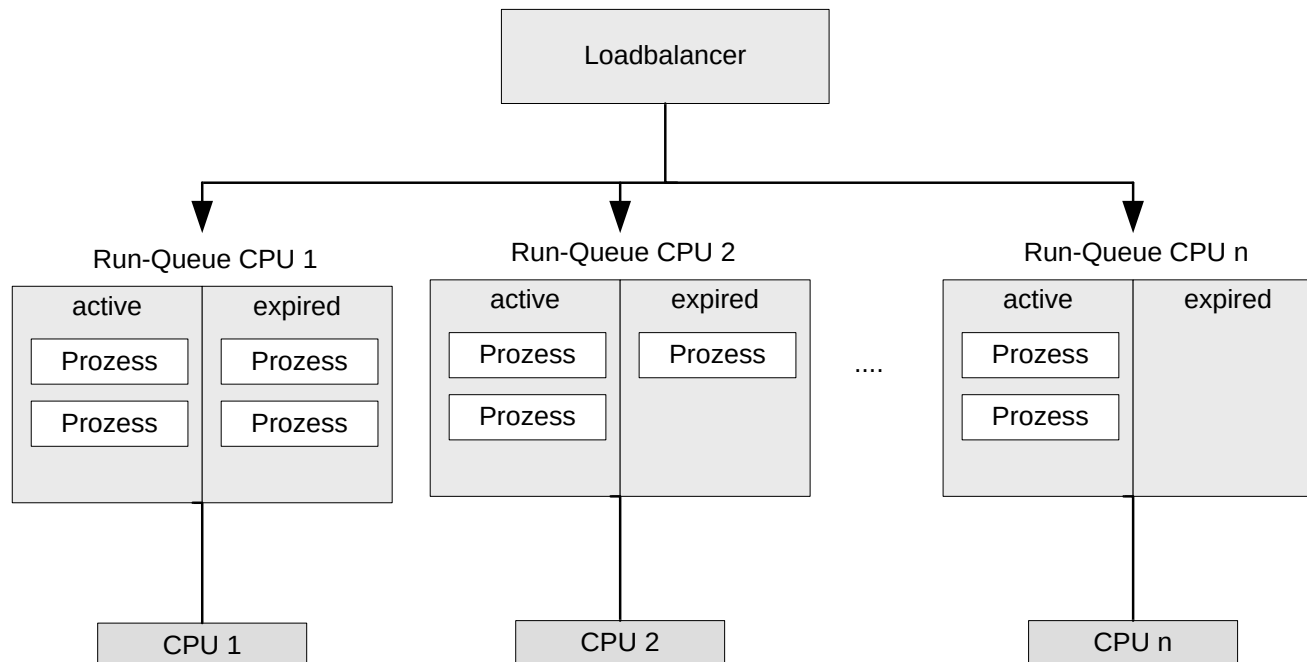 Loadbalancer
Run-Queue CPU 1
active
expired
Prozess
Prozess
Prozess
Prozess
CPU 1
Run-Queue CPU 2
active
expired
Prozess
Prozess
Prozess
CPU 2
....
Run-Queue CPU n
active
expired
Prozess
Prozess
CPU n